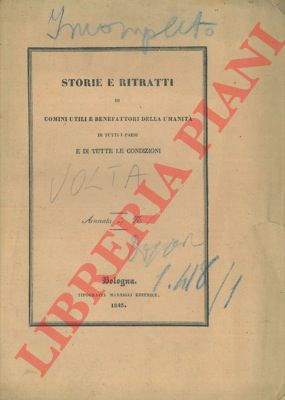 Incompleto
STORIE E RITRATTI
DI
UOMINI UTILI E BENEFATTORI DELLA UMANITÀ
DI TUTTI I PAESI
E DI TUTTE LE CONDIZIONI
VOLTA
Annata
Bologna.
TIPOGRAFIA MARSIGLI EDITRICE.
1843.
LIBRERIA PIANI